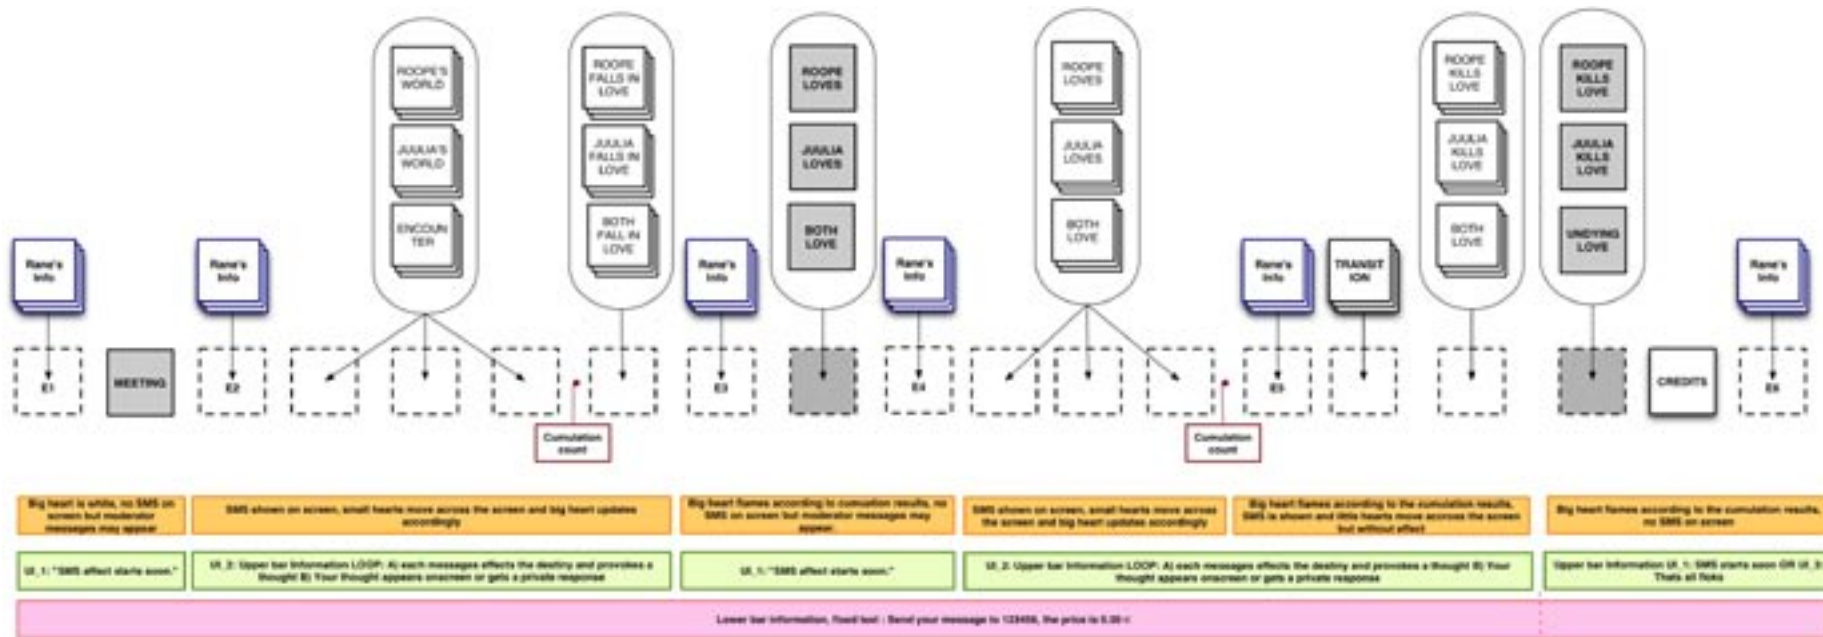 ROOPE'S
WORLD
JUULIA'S
WORLD
ENCOUN
TER
ROOPE
FALLS IN
LOVE
JUULIA
FALLS IN
LOVE
BOTH
FALL IN
LOVE
ROOPE
LOVES
JUULIA
LOVES
BOTH
LOVE
ROOPE
LOVES
JUULIA
LOVES
BOTH
LOVE
ROOPE
KILLS
LOVE
JUULIA
KILLS
LOVE
BOTH
LOVE
ROOPE
KILLS
LOVE
JUULIA
KILLS
LOVE
UNDYING
LOVE
Rane's
Info
Rane's
Info
Rane's
Info
Rane's
Info
Rane's
Info
TRANSIT
ION
Rane's
Info
E1
MEETING
E2
E3
E4
E5
CREDITS
E6
Cumulation
count
Cumulation
count
Big heart is white, no SMS on
screen but moderator
messages may appear
SMS shown on screen, small hearts move across the screen and big heart updates
accordingly
Big heart flames according to cumuation results, no
SMS on screen but moderator messages may
appear.
SMS shown on screen, small hearts move across
the screen and big heart updates accordingly
Big heart flames according to the cumulation results,
SMS is shown and little hearts move accross the screen
but without effect
Big heart flames according to the cumulation results,
no SMS on screen
UI_1: "SMS affect starts soon."
UI_2: Upper bar Information LOOP: A) each messages effects the destiny and provokes a
thought B) Your thought appears onscreen or gets a private response
UI_1: "SMS affect starts soon."
UI_2: Upper bar Information LOOP: A) each messages effects the destiny and provokes a thought B) Your
thought appears onscreen or gets a private response
Upper bar Information UI_1: SMS starts soon OR UI_3:
Thats all floks
Lower bar information, fixed text : Send your message to 123456, the price is